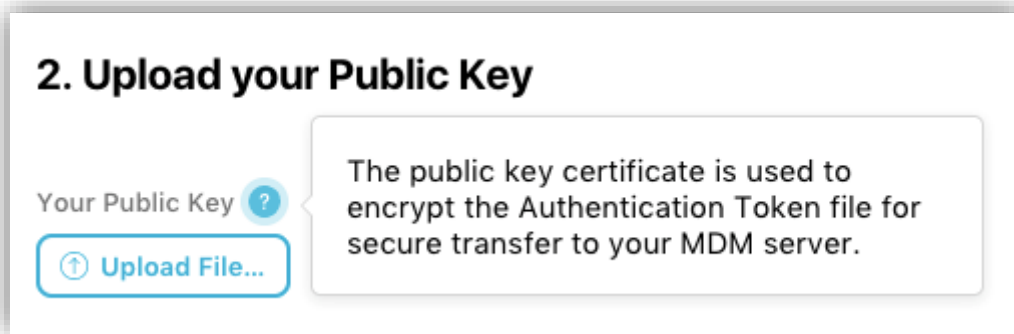 2. Upload your Public Key
Your Public Key ?
The public key certificate is used to
encrypt the Authentication Token file for
secure transfer to your MDM server.
Upload File...